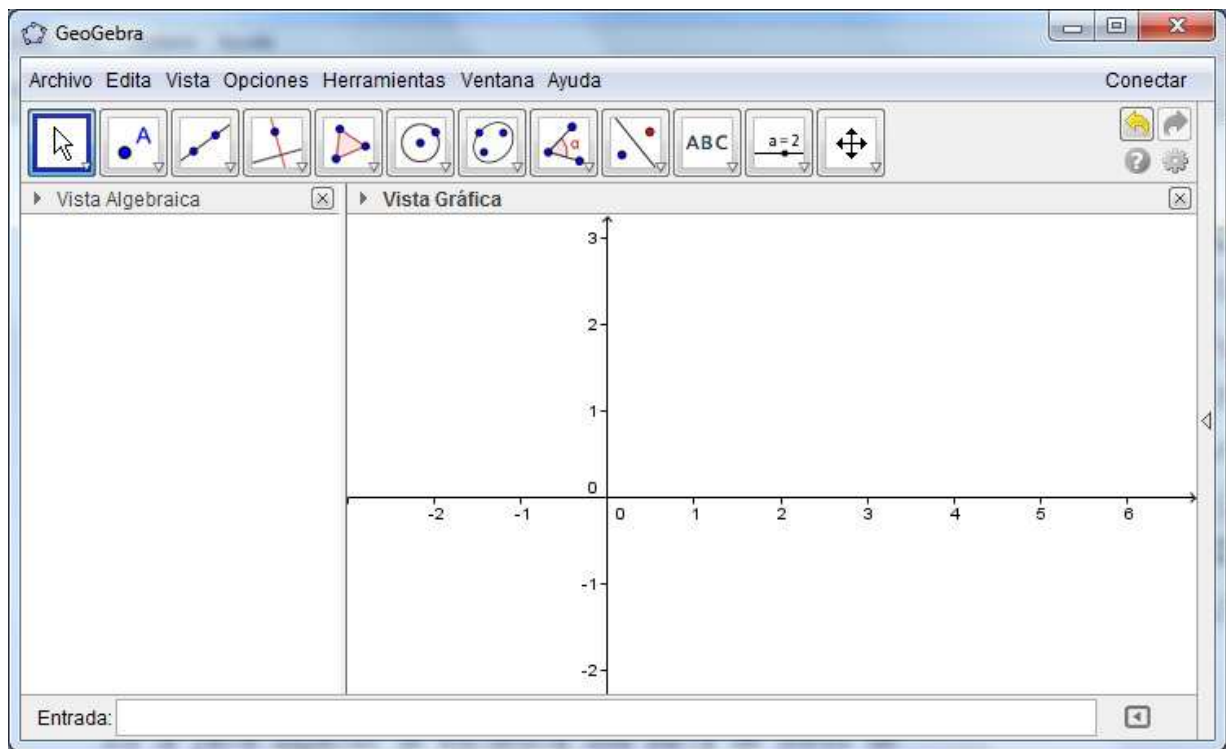 GeoGebra
Archivo Edita Vista Opciones Herramientas Ventana Ayuda Conectar
A α ABC a=2
Vista Algebraica Vista Gráfica
3
2
1
0
-2 -1 0 1 2 3 4 5 6
-1
-2
Entrada: